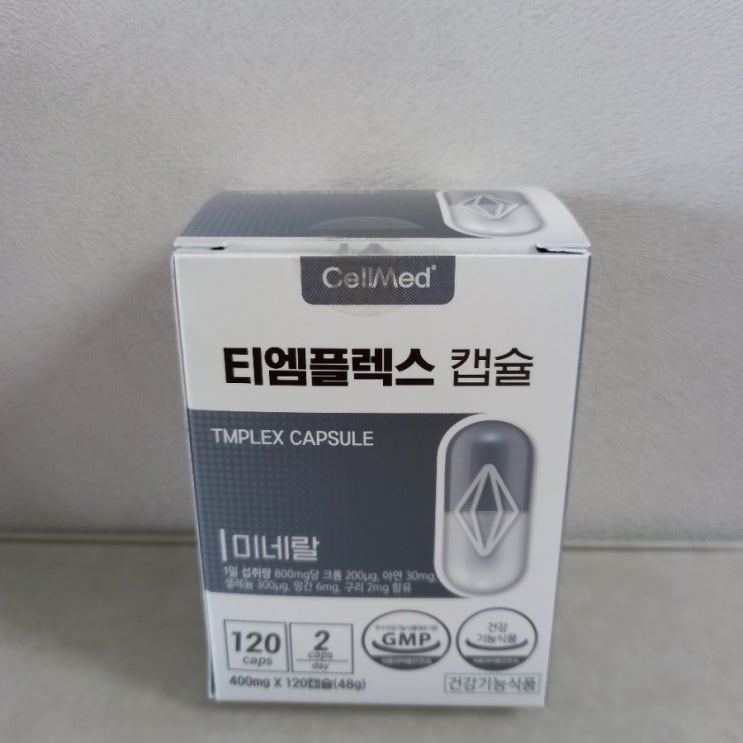 CellMed
티엠플렉스 캡슐
TMPLEX CAPSULE
미네랄
1일 섭취량 800mg당 크롬 200µg, 아연 30mg,
셀레늄 300µg, 망간 6mg, 구리 2mg 함유
120 caps
2 caps day
GMP
건강 기능식품
400mg X 120캡슐(48g)
건강기능식품